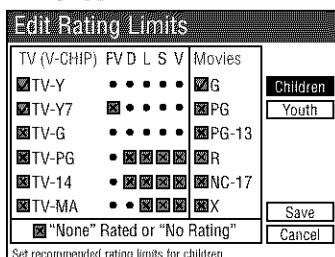 Edit Rating Limits
TV (V-CHIP) FV D L S V Movies
TV-Y G
TV-Y7 PG
TV-G PG-13
TV-PG R
TV-14 NC-17
TV-MA X
"None" Rated or "No Rating"
Children
Youth
Save
Cancel
Set recommended rating limits for children